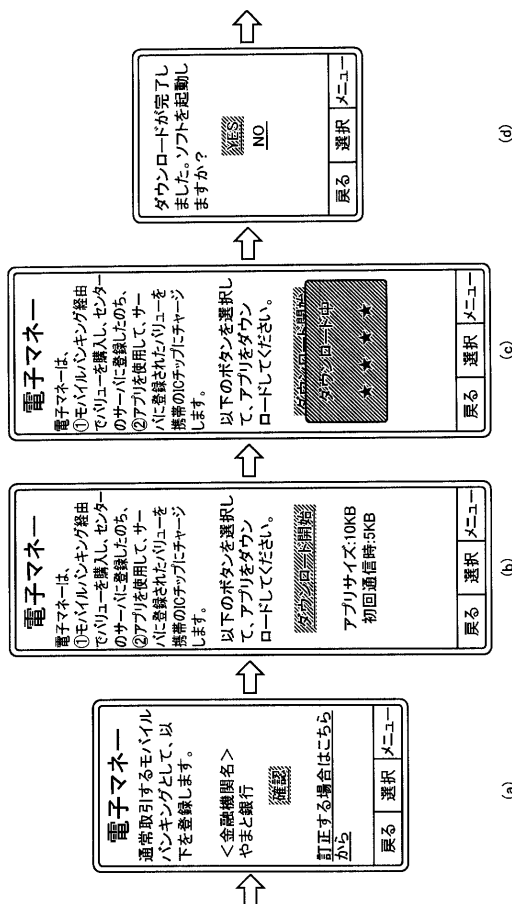 電子マネー
通常取引するモバイル
バンキングとして、以
下を登録します。
<金融機関名>
やまと銀行
確認
訂正する場合はこちら
から
戻る 選択 メニュー
(a)
電子マネー
電子マネーは、
①モバイルバンキング経由
でバリューを購入し、センター
のサーバに登録したのち、
②アプリを使用して、サー
バに登録されたバリューを
携帯のICチップにチャージ
します。
以下のボタンを選択し
て、アプリをダウン
ロードしてください。
ダウンロード開始
アプリサイズ:10KB
初回通信時:5KB
戻る 選択 メニュー
(b)
電子マネー
電子マネーは、
①モバイルバンキング経由
でバリューを購入し、センター
のサーバに登録したのち、
②アプリを使用して、サー
バに登録されたバリューを
携帯のICチップにチャージ
します。
以下のボタンを選択し
て、アプリをダウン
ロードしてください。
ダウンロード開始
ダウンロード中
★ ★ ★ ★
戻る 選択 メニュー
(c)
ダウンロードが完了し
ました。ソフトを起動し
ますか?
YES
NO
戻る 選択 メニュー
(d)